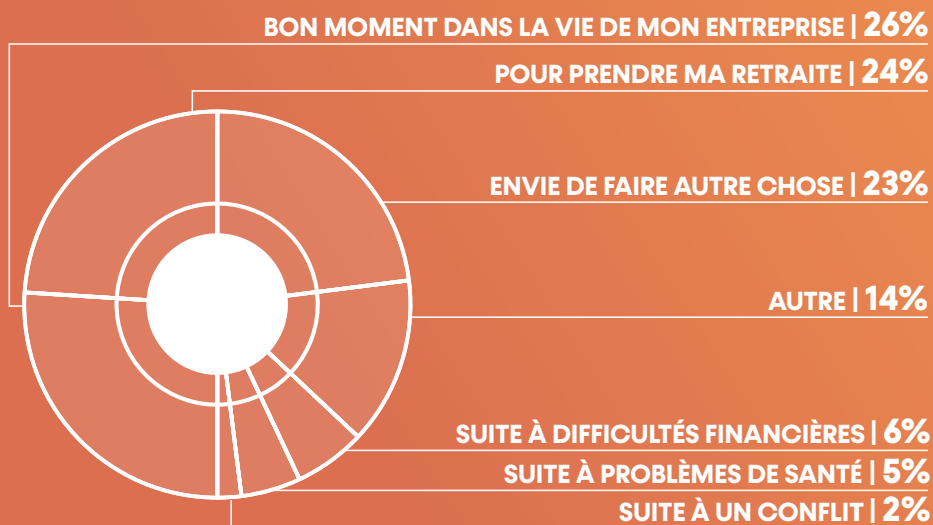 BON MOMENT DANS LA VIE DE MON ENTREPRISE | 26%
POUR PRENDRE MA RETRAITE | 24%
ENVIE DE FAIRE AUTRE CHOSE | 23%
AUTRE | 14%
SUITE À DIFFICULTÉS FINANCIÈRES | 6%
SUITE À PROBLÈMES DE SANTÉ | 5%
SUITE À UN CONFLIT | 2%